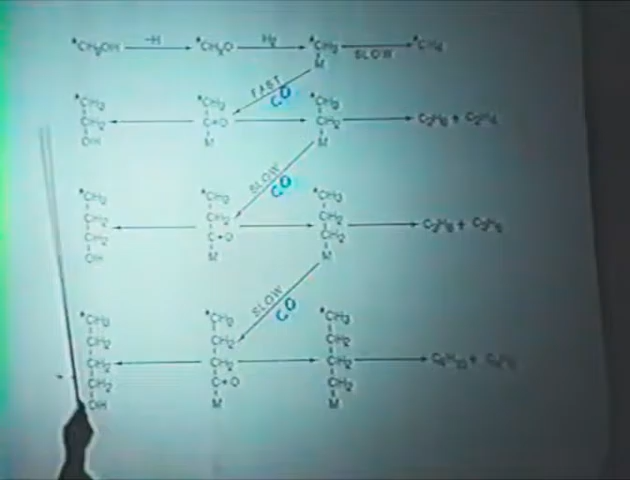 *CH3OH —H→ *CH3O H2→ *CH3 SLOW→ *CH4
M
FAST
CO
*CH3 *CH3 *CH3
CH2 C=O CH2 C2H6 + C2H4
OH M M
SLOW
CO
*CH3 *CH3 *CH3
CH2 CH2 CH2
CH2 C=O CH2 C3H8 + C3H6
OH M M
SLOW
CO
*CH3 *CH3 *CH3
CH2 CH2 CH2
CH2 CH2 CH2 C4H10 +
CH2 C=O CH2
OH M M